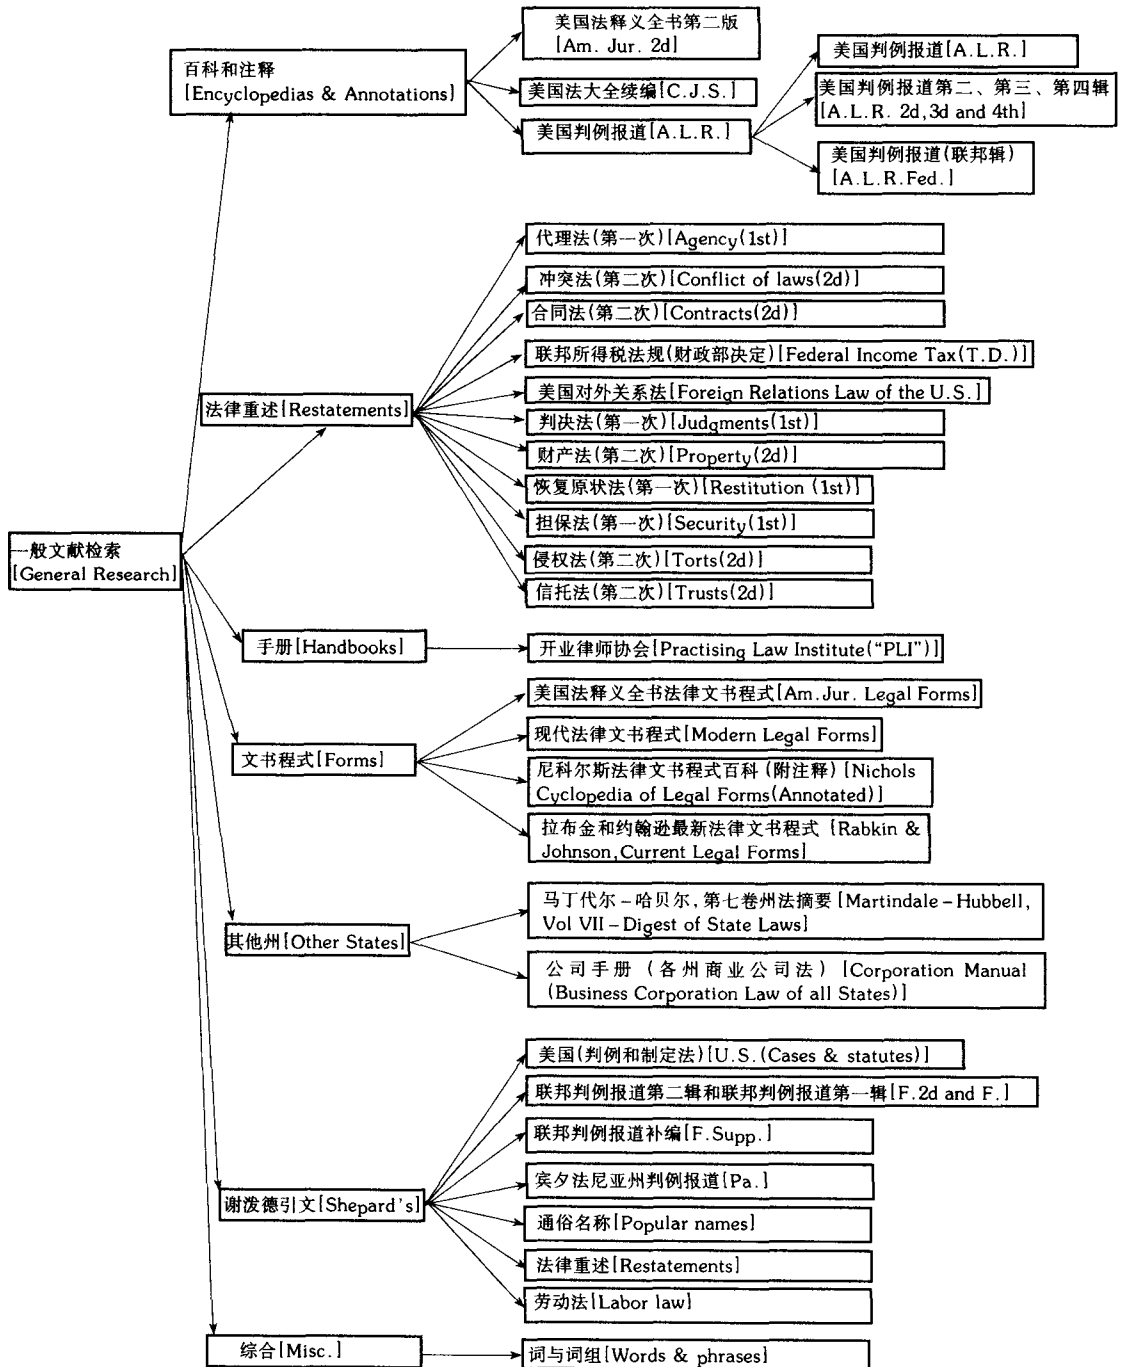 百科和注释
[Encyclopedias & Annotations]
美国法释义全书第二版
[Am. Jur. 2d]
美国法大全续编[C.J.S.]
美国判例报道[A.L.R.]
美国判例报道[A.L.R.]
美国判例报道第二、第三、第四辑
[A.L.R. 2d,3d and 4th]
美国判例报道(联邦辑)
[A.L.R.Fed.]
法律重述[Restatements]
代理法(第一次)[Agency(1st)]
冲突法(第二次)[Conflict of laws(2d)]
合同法(第二次)[Contracts(2d)]
联邦所得税法规(财政部决定)[Federal Income Tax(T.D.)]
美国对外关系法[Foreign Relations Law of the U.S.]
判决法(第一次)[Judgments(1st)]
财产法(第二次)[Property(2d)]
恢复原状法(第一次)[Restitution (1st)]
担保法(第一次)[Security(1st)]
侵权法(第二次)[Torts(2d)]
信托法(第二次)[Trusts(2d)]
一般文献检索
[General Research]
手册[Handbooks]
开业律师协会[Practising Law Institute(“PLI”)]
文书程式[Forms]
美国法释义全书法律文书程式[Am.Jur. Legal Forms]
现代法律文书程式[Modern Legal Forms]
尼科尔斯法律文书程式百科(附注释)[Nichols
Cyclopedia of Legal Forms(Annotated)]
拉布金和约翰逊最新法律文书程式 [Rabkin &
Johnson,Current Legal Forms]
其他州[Other States]
马丁代尔-哈贝尔,第七卷州法摘要[Martindale-Hubbell,
Vol VII-Digest of State Laws]
公司手册(各州商业公司法)[Corporation Manual
(Business Corporation Law of all States)]
谢泼德引文[Shepard's]
美国(判例和制定法)[U.S.(Cases & statutes)]
联邦判例报道第二辑和联邦判例报道第一辑[F.2d and F.]
联邦判例报道补编[F.Supp.]
宾夕法尼亚州判例报道[Pa.]
通俗名称[Popular names]
法律重述[Restatements]
劳动法[Labor law]
综合[Misc.]
词与词组[Words & phrases]